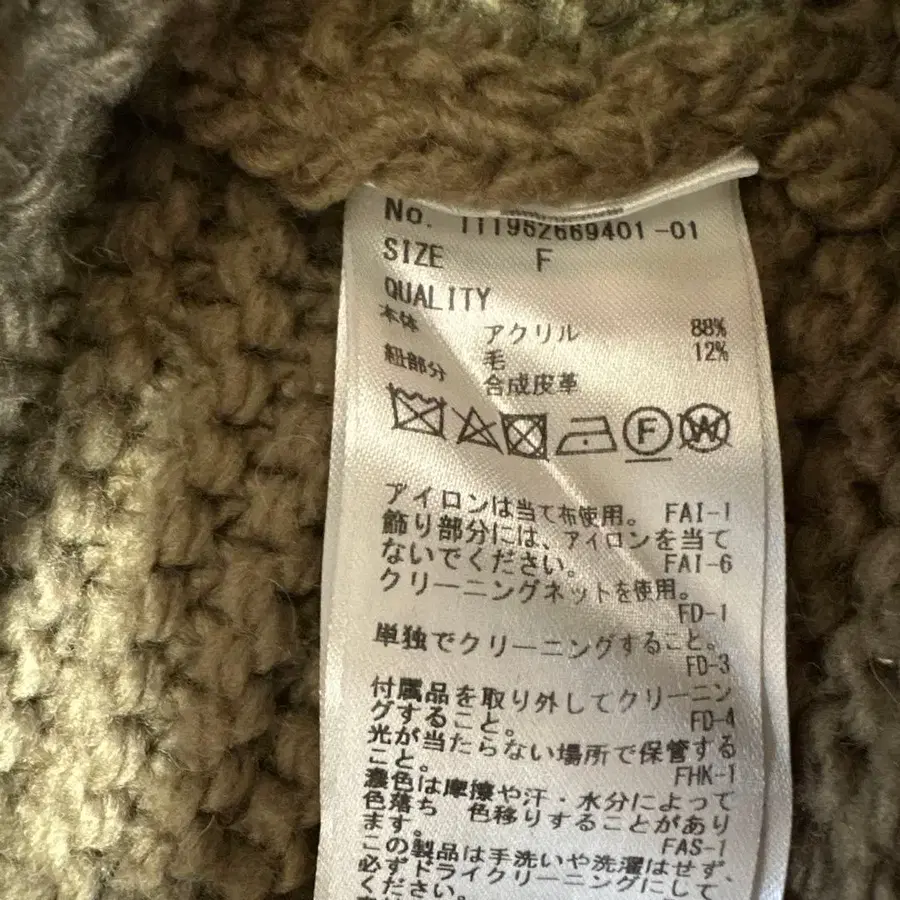 No. 111962669401-01
SIZE F
QUALITY
本体 アクリル 88%
毛 12%
紐部分 合成皮革
F W
アイロンは当て布使用。 FAI-1
飾り部分には、アイロンを当て
ないでください。 FAI-6
クリーニングネットを使用。
FD-1
単独でクリーニングすること。
FD-3
付属品を取り外してクリーニン
グすること。 FD-4
光が当たらない場所で保管する
こと。 FHK-1
濃色は摩擦や汗・水分によって
色落ち 色移りすることがあり
ます。 FAS-1
この製品は手洗いや洗濯はせず、
必ずドライクリーニングにして
ください。